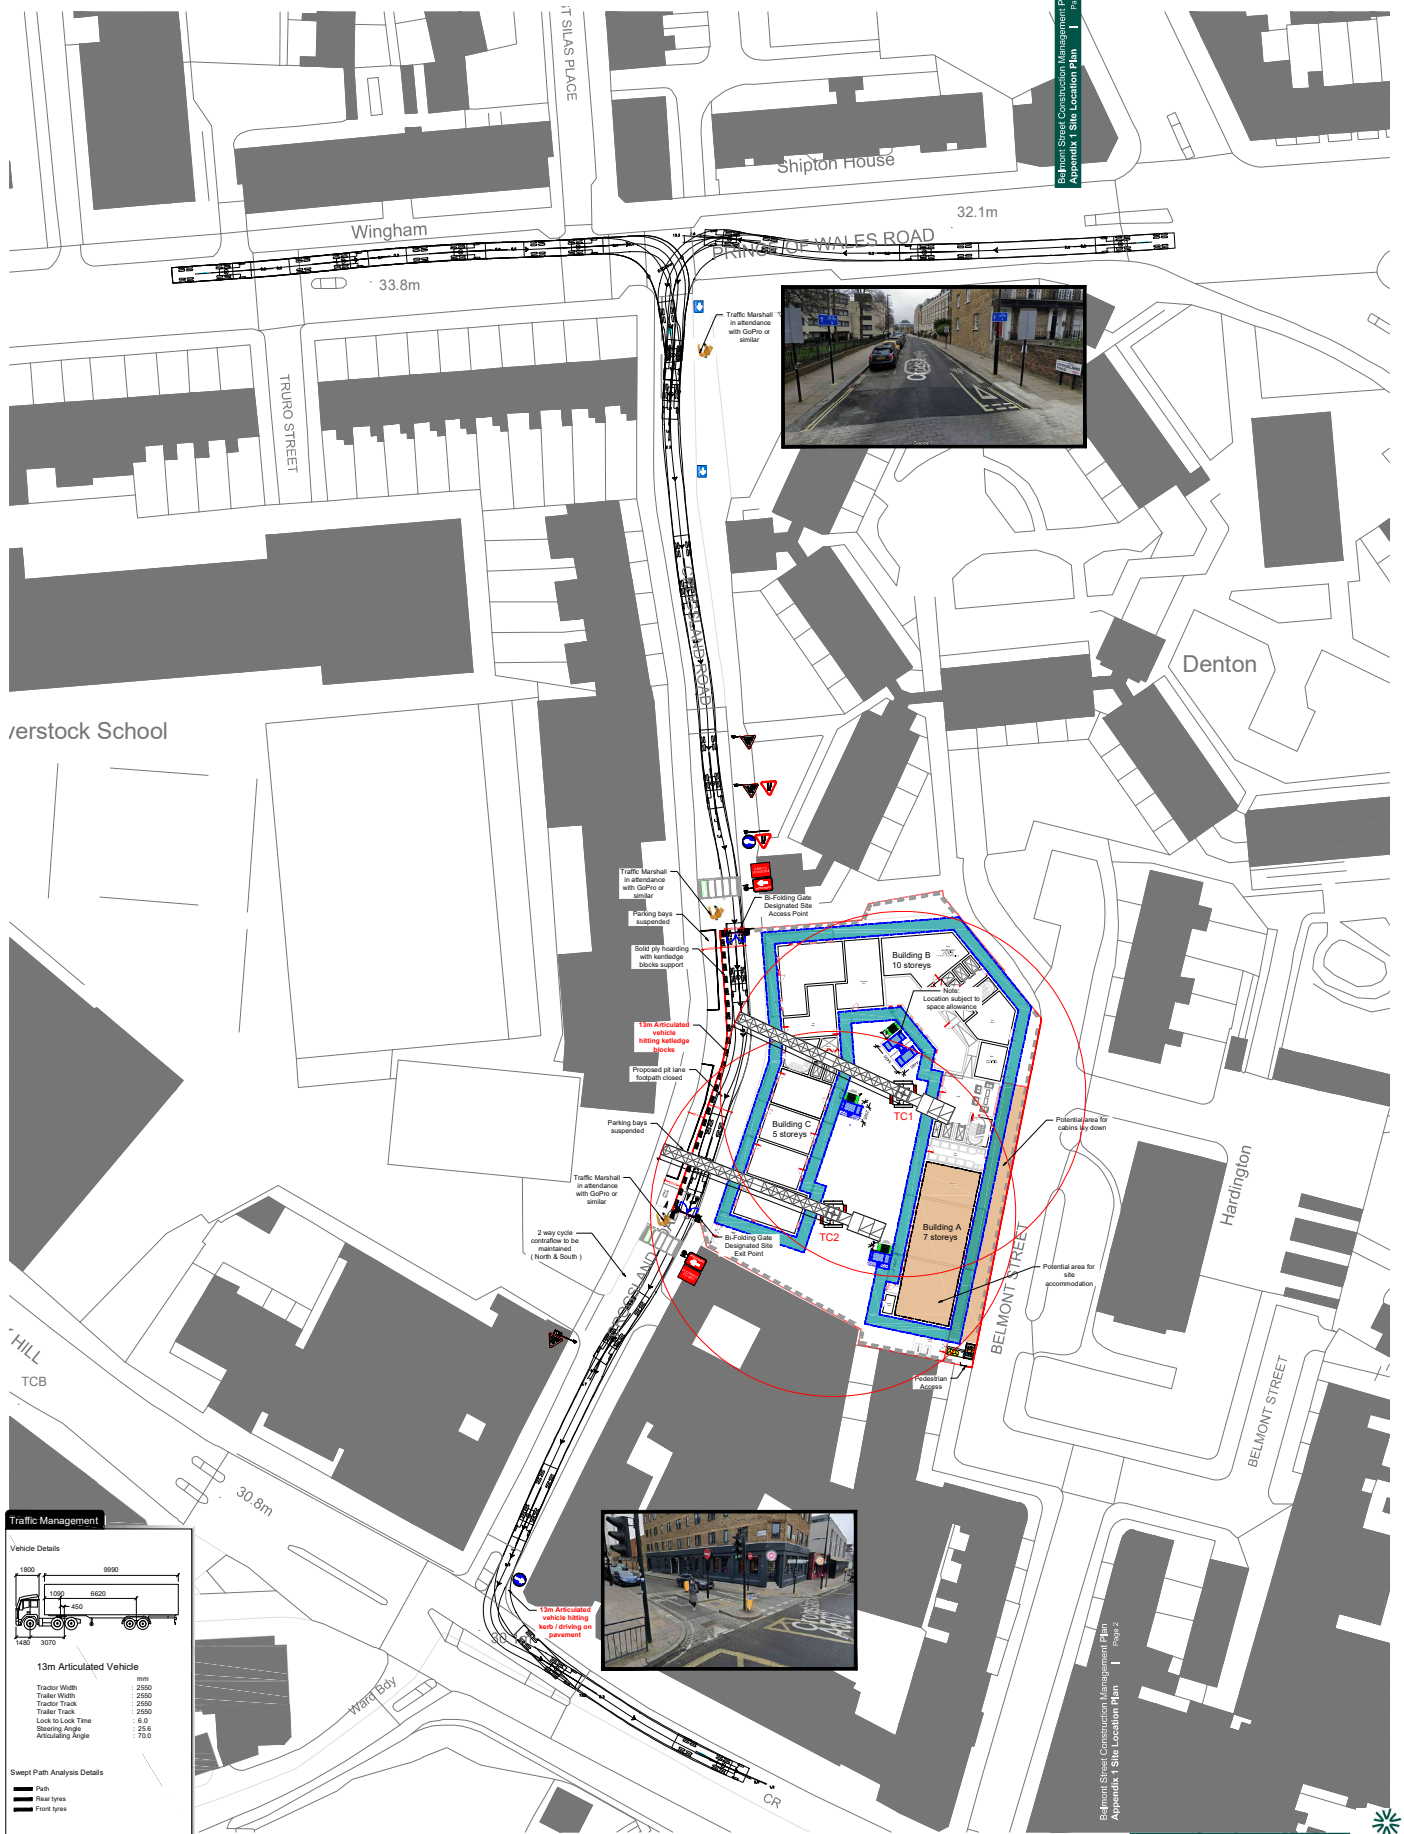 ST SILAS PLACE
Belmont Street Construction Management P
Appendix 1 Site Location Plan | Pa
Shipton House
32.1m
Wingham
PRINCE OF WALES ROAD
33.8m
Traffic Marshall
in attendance
with GoPro or
similar
TRURO STREET
CROSSLAND ROAD
Denton
verstock School
Traffic Marshall
in attendance
with GoPro or
similar
Bi-Folding Gate
Designated Site
Access Point
Parking bays
suspended
Solid ply hoarding
with kentledge
blocks support
Building B
10 storeys
Note:
Location subject to
space allowance
13m Articulated
vehicle
hitting ketledge
blocks
Proposed pit lane
footpath closed
TC1
Parking bays
suspended
Building C
5 storeys
Potential area for
cabins lay down
Hardington
Traffic Marshall
in attendance
with GoPro or
similar
Building A
7 storeys
TC2
2 way cycle
contraflow to be
maintained
( North & South )
Bi-Folding Gate
Designated Site
Exit Point
Potential area for
site
accommodation
BELMONT STREET
Pedestrian
Access
HILL
TCB
BELMONT STREET
30.8m
Traffic Management
Vehicle Details
1800
9990
1090
6620
450
1480
3070
13m Articulated Vehicle
mm
Tractor Width : 2550
Trailer Width : 2550
Tractor Track : 2550
Trailer Track : 2550
Lock to Lock Time : 6.0
Steering Angle : 25.6
Articulating Angle : 70.0
Swept Path Analysis Details
Path
Rear tyres
Front tyres
13m Articulated
vehicle hitting
kerb / driving on
pavement
Ward Bdy
CR
Belmont Street Construction Management Plan
Appendix 1 Site Location Plan | Page 2